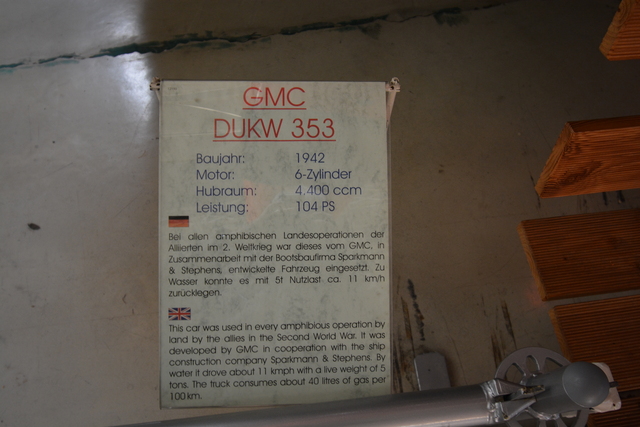 GMC
DUKW 353
Baujahr: 1942
Motor: 6-Zylinder
Hubraum: 4.400 ccm
Leistung: 104 PS
Bei allen amphibischen Landesoperationen der
Alliierten im 2. Weltkrieg war dieses vom GMC, in
Zusammenarbeit mit der Bootsbaufirma Sparkmann
& Stephens, entwickelte Fahrzeug eingesetzt. Zu
Wasser konnte es mit 5t Nutzlast ca. 11 km/h
zurücklegen.
This car was used in every amphibious operation by
land by the allies in the Second World War. It was
developed by GMC in cooperation with the ship
construction company Sparkmann & Stephens. By
water it drove about 11 kmph with a live weight of 5
tons. The truck consumes about 40 litres of gas per
100 km.